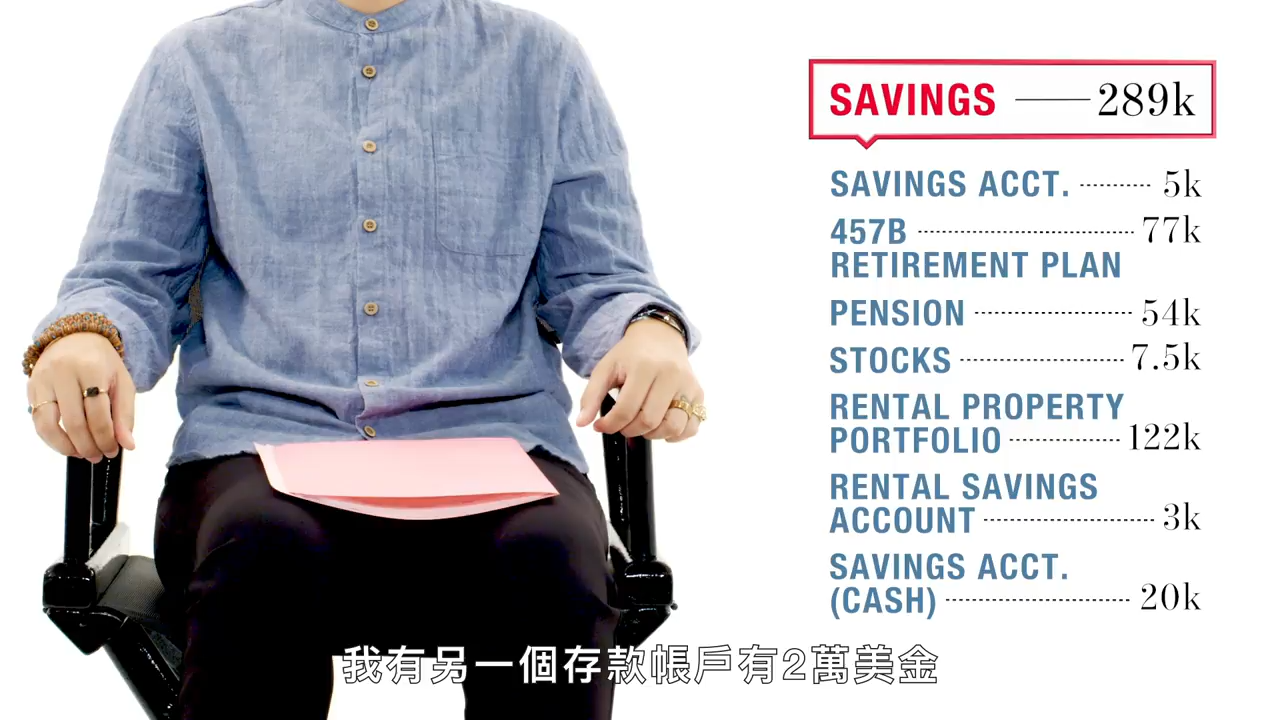 SAVINGS 289k
SAVINGS ACCT. 5k
457B 77k
RETIREMENT PLAN
PENSION 54k
STOCKS 7.5k
RENTAL PROPERTY
PORTFOLIO 122k
RENTAL SAVINGS
ACCOUNT 3k
SAVINGS ACCT.
(CASH) 20k
我有另一個存款帳戶有2萬美金